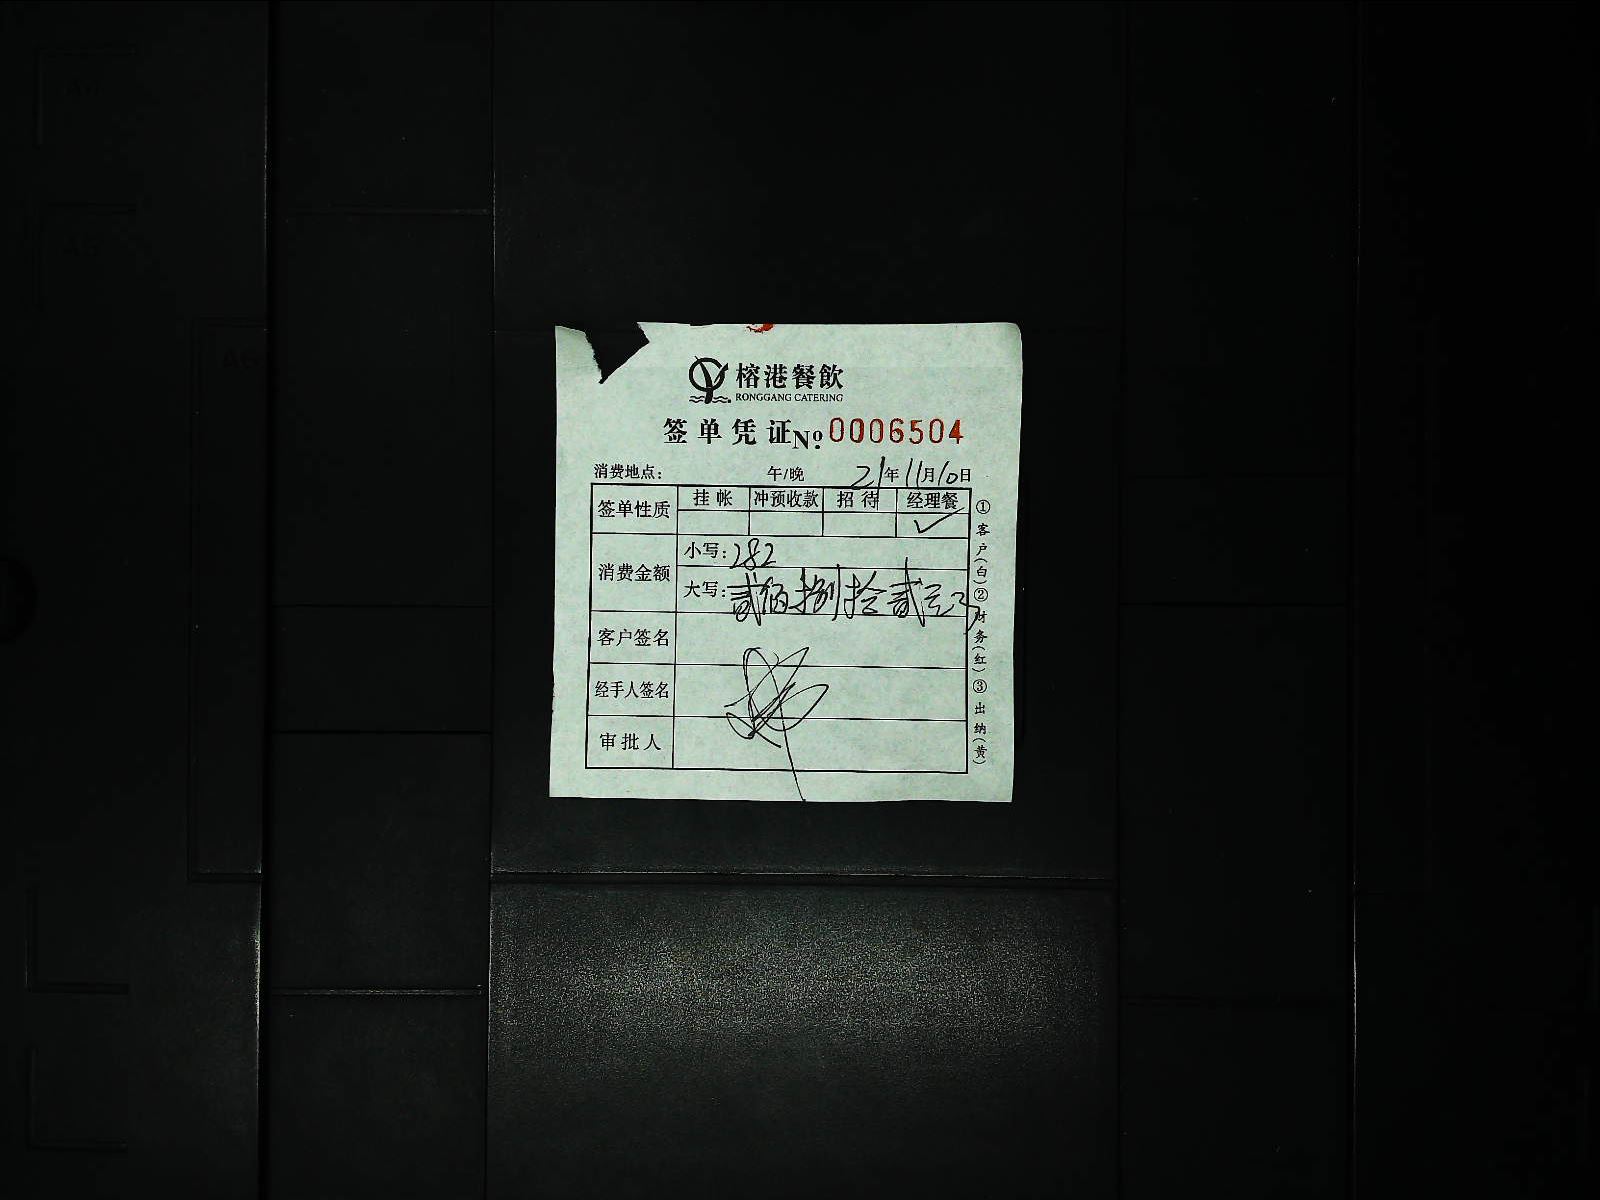 榕港餐飲
RONGGANG CATERING
签单凭证 №0006504
消费地点： 午/晚 21年11月10日
签单性质 挂帐 冲预收款 招待 经理餐
✓
消费金额 小写：282
大写：贰佰捌拾贰元
客户签名
经手人签名
审批人
①客户(白)②财务(红)③出纳(黄)